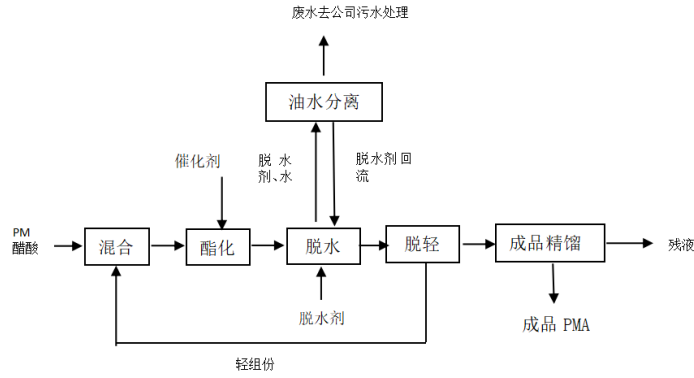 废水去公司污水处理
油水分离
催化剂
脱 水
剂、水
脱水剂回
流
PM
醋酸
混合
酯化
脱水
脱轻
成品精馏
残液
脱水剂
成品 PMA
轻组份